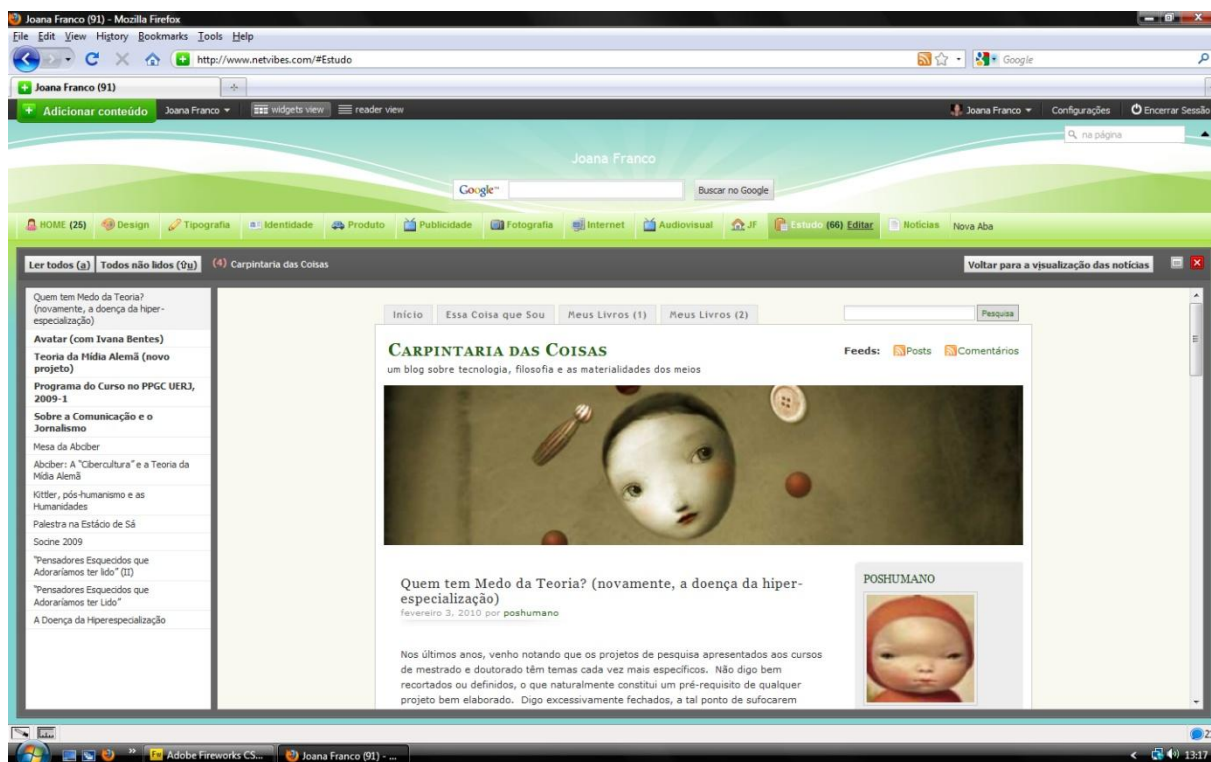 Joana Franco (91) - Mozilla Firefox
File Edit View History Bookmarks Tools Help
http://www.netvibes.com/#Estudo
Google
Joana Franco (91)
Adicionar conteúdo Joana Franco widgets view reader view Joana Franco Configurações Encerrar Sessão
na página
Joana Franco
Google Buscar no Google
HOME (25) Design Tipografia Identidade Produto Publicidade Fotografia Internet Audiovisual JF Estudo (66) Editar Notícias Nova Aba
Ler todos (a) Todos não lidos (⇧u) (4) Carpintaria das Coisas Voltar para a visualização das notícias
Quem tem Medo da Teoria?
(novamente, a doença da hiper-
especialização)
Avatar (com Ivana Bentes)
Teoria da Mídia Alemã (novo
projeto)
Programa do Curso no PPGC UERJ,
2009-1
Sobre a Comunicação e o
Jornalismo
Mesa da Abciber
Abciber: A "Cibercultura" e a Teoria da
Mídia Alemã
Kittler, pós-humanismo e as
Humanidades
Palestra na Estácio de Sá
Socine 2009
"Pensadores Esquecidos que
Adoraríamos ter lido" (II)
"Pensadores Esquecidos que
Adoraríamos ter Lido"
A Doença da Hiperespecialização
Início Essa Coisa que Sou Meus Livros (1) Meus Livros (2) Pesquisa
CARPINTARIA DAS COISAS
Feeds: Posts Comentários
um blog sobre tecnologia, filosofia e as materialidades dos meios
Quem tem Medo da Teoria? (novamente, a doença da hiper-
especialização)
fevereiro 3, 2010 por poshumano
POSHUMANO
Nos últimos anos, venho notando que os projetos de pesquisa apresentados aos cursos
de mestrado e doutorado têm temas cada vez mais específicos. Não digo bem
recortados ou definidos, o que naturalmente constitui um pré-requisito de qualquer
projeto bem elaborado. Digo excessivamente fechados, a tal ponto de sufocarem
Adobe Fireworks CS... Joana Franco (91) - ... 13:17